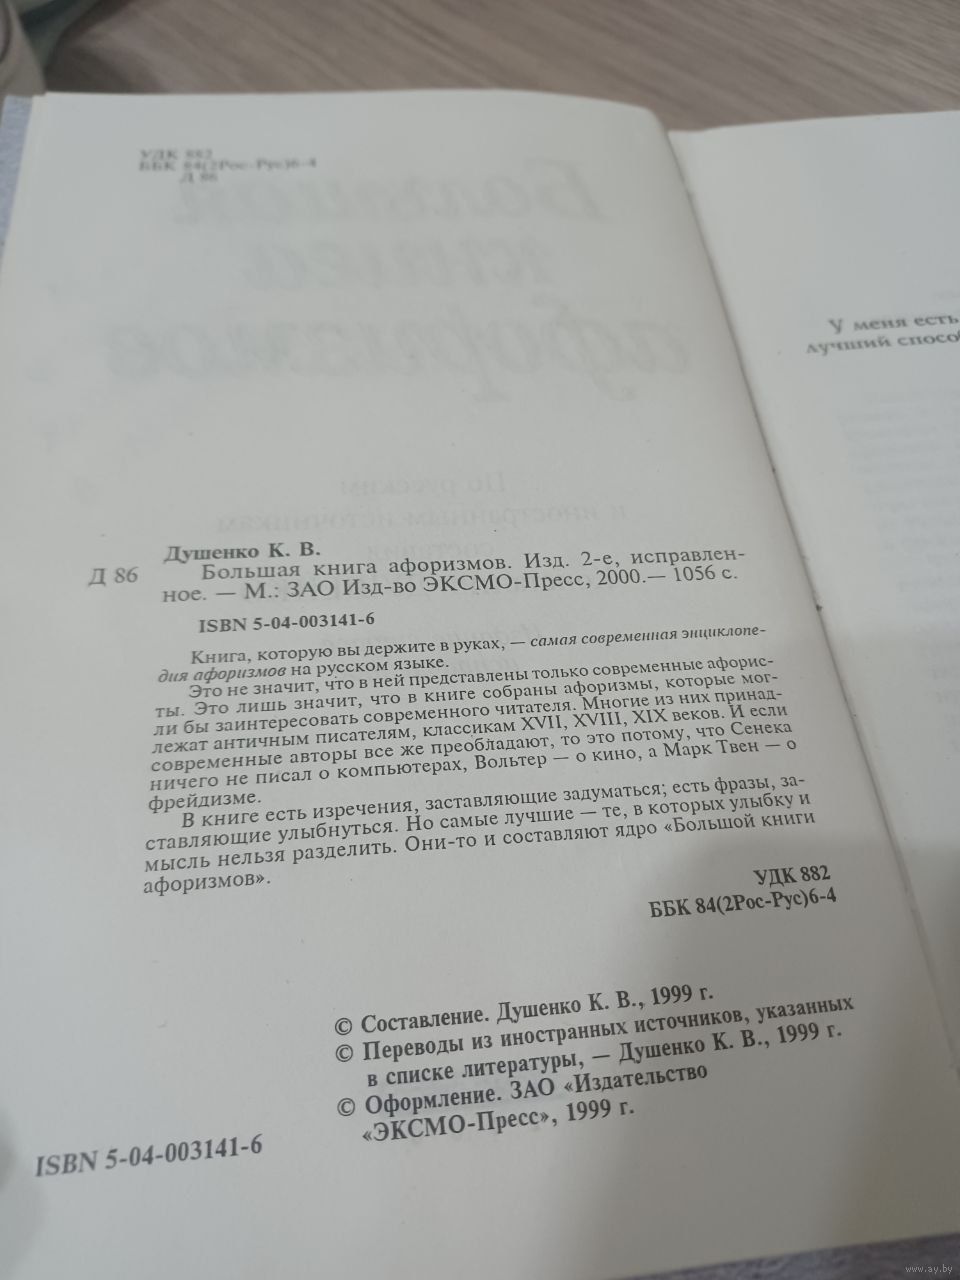 УДК 882
ББК 84(2Рос-Рус)6-4
Д 86
Душенко К. В.
Д 86 Большая книга афоризмов. Изд. 2-е, исправлен-
ное. — М.: ЗАО Изд-во ЭКСМО-Пресс, 2000.— 1056 с.
ISBN 5-04-003141-6
Книга, которую вы держите в руках, — самая современная энциклопе-
дия афоризмов на русском языке.
Это не значит, что в ней представлены только современные афорис-
ты. Это лишь значит, что в книге собраны афоризмы, которые мог-
ли бы заинтересовать современного читателя. Многие из них принад-
лежат античным писателям, классикам XVII, XVIII, XIX веков. И если
современные авторы все же преобладают, то это потому, что Сенека
ничего не писал о компьютерах, Вольтер — о кино, а Марк Твен — о
фрейдизме.
В книге есть изречения, заставляющие задуматься; есть фразы, за-
ставляющие улыбнуться. Но самые лучшие — те, в которых улыбку и
мысль нельзя разделить. Они-то и составляют ядро «Большой книги
афоризмов».
УДК 882
ББК 84(2Рос-Рус)6-4
© Составление. Душенко К. В., 1999 г.
© Переводы из иностранных источников, указанных
в списке литературы, — Душенко К. В., 1999 г.
© Оформление. ЗАО «Издательство
«ЭКСМО-Пресс», 1999 г.
ISBN 5-04-003141-6
У меня есть
лучший спосо
www.ay.by